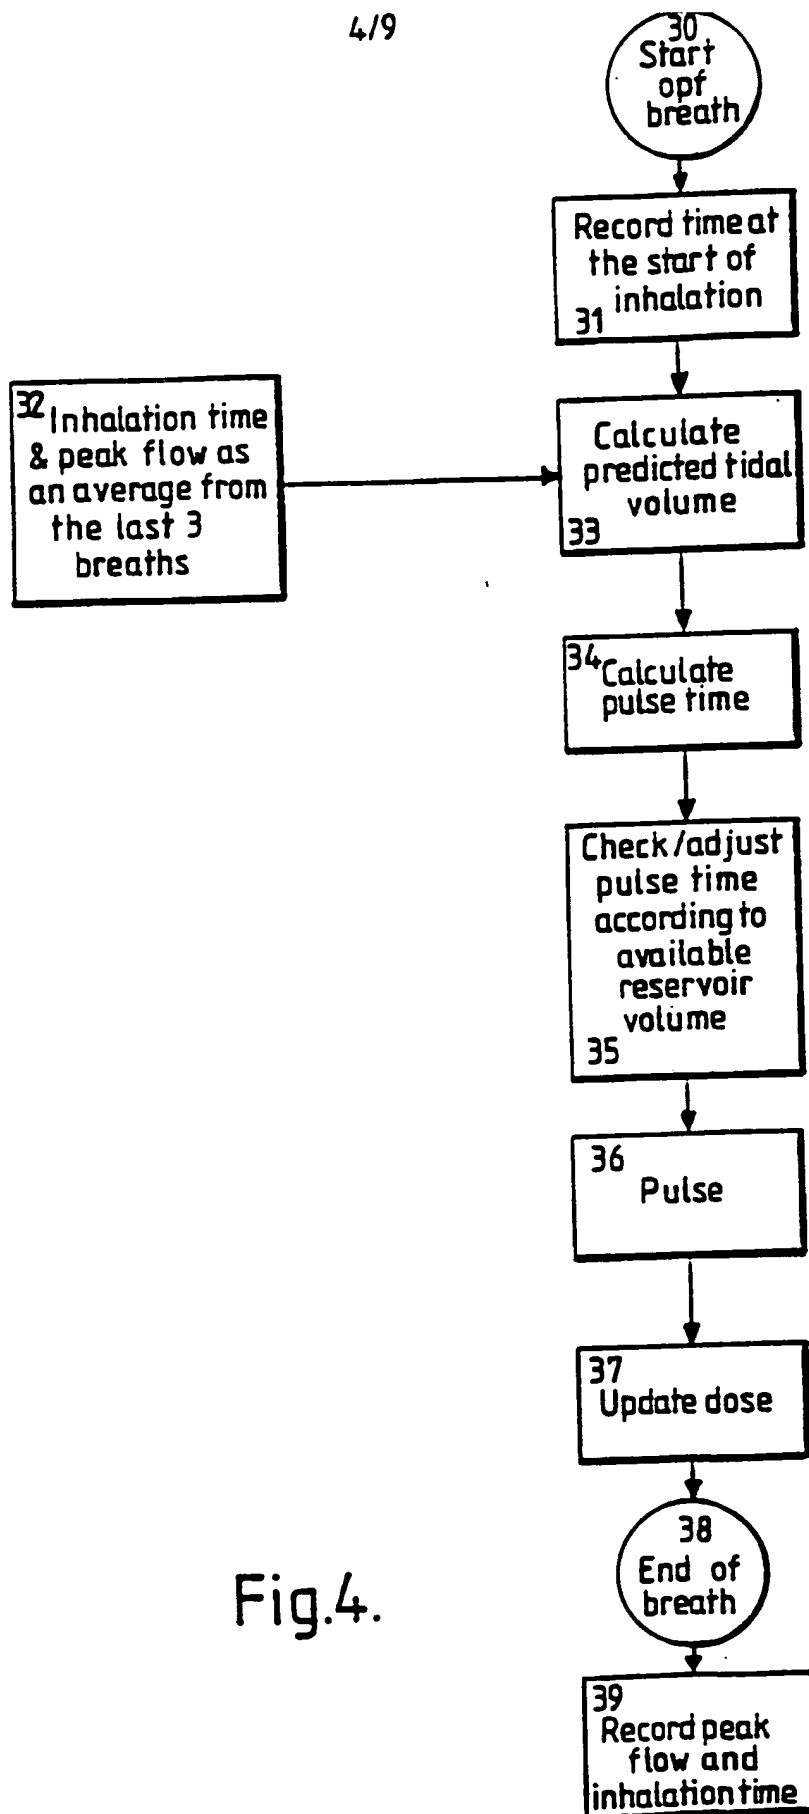 4/9
30
Start
opf
breath
Record time at
the start of
inhalation
31
32 Inhalation time
& peak flow as
an average from
the last 3
breaths
Calculate
predicted tidal
volume
33
34 Calculate
pulse time
Check/adjust
pulse time
according to
available
reservoir
volume
35
36
Pulse
37
Update dose
38
End of
breath
39
Record peak
flow and
inhalation time
Fig.4.